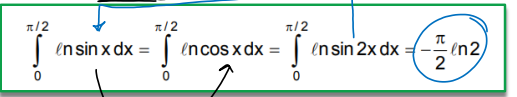 ∫₀^{π/2} ℓn sin x dx = ∫₀^{π/2} ℓn cos x dx = ∫₀^{π/2} ℓn sin 2x dx = -π/2 ℓn 2